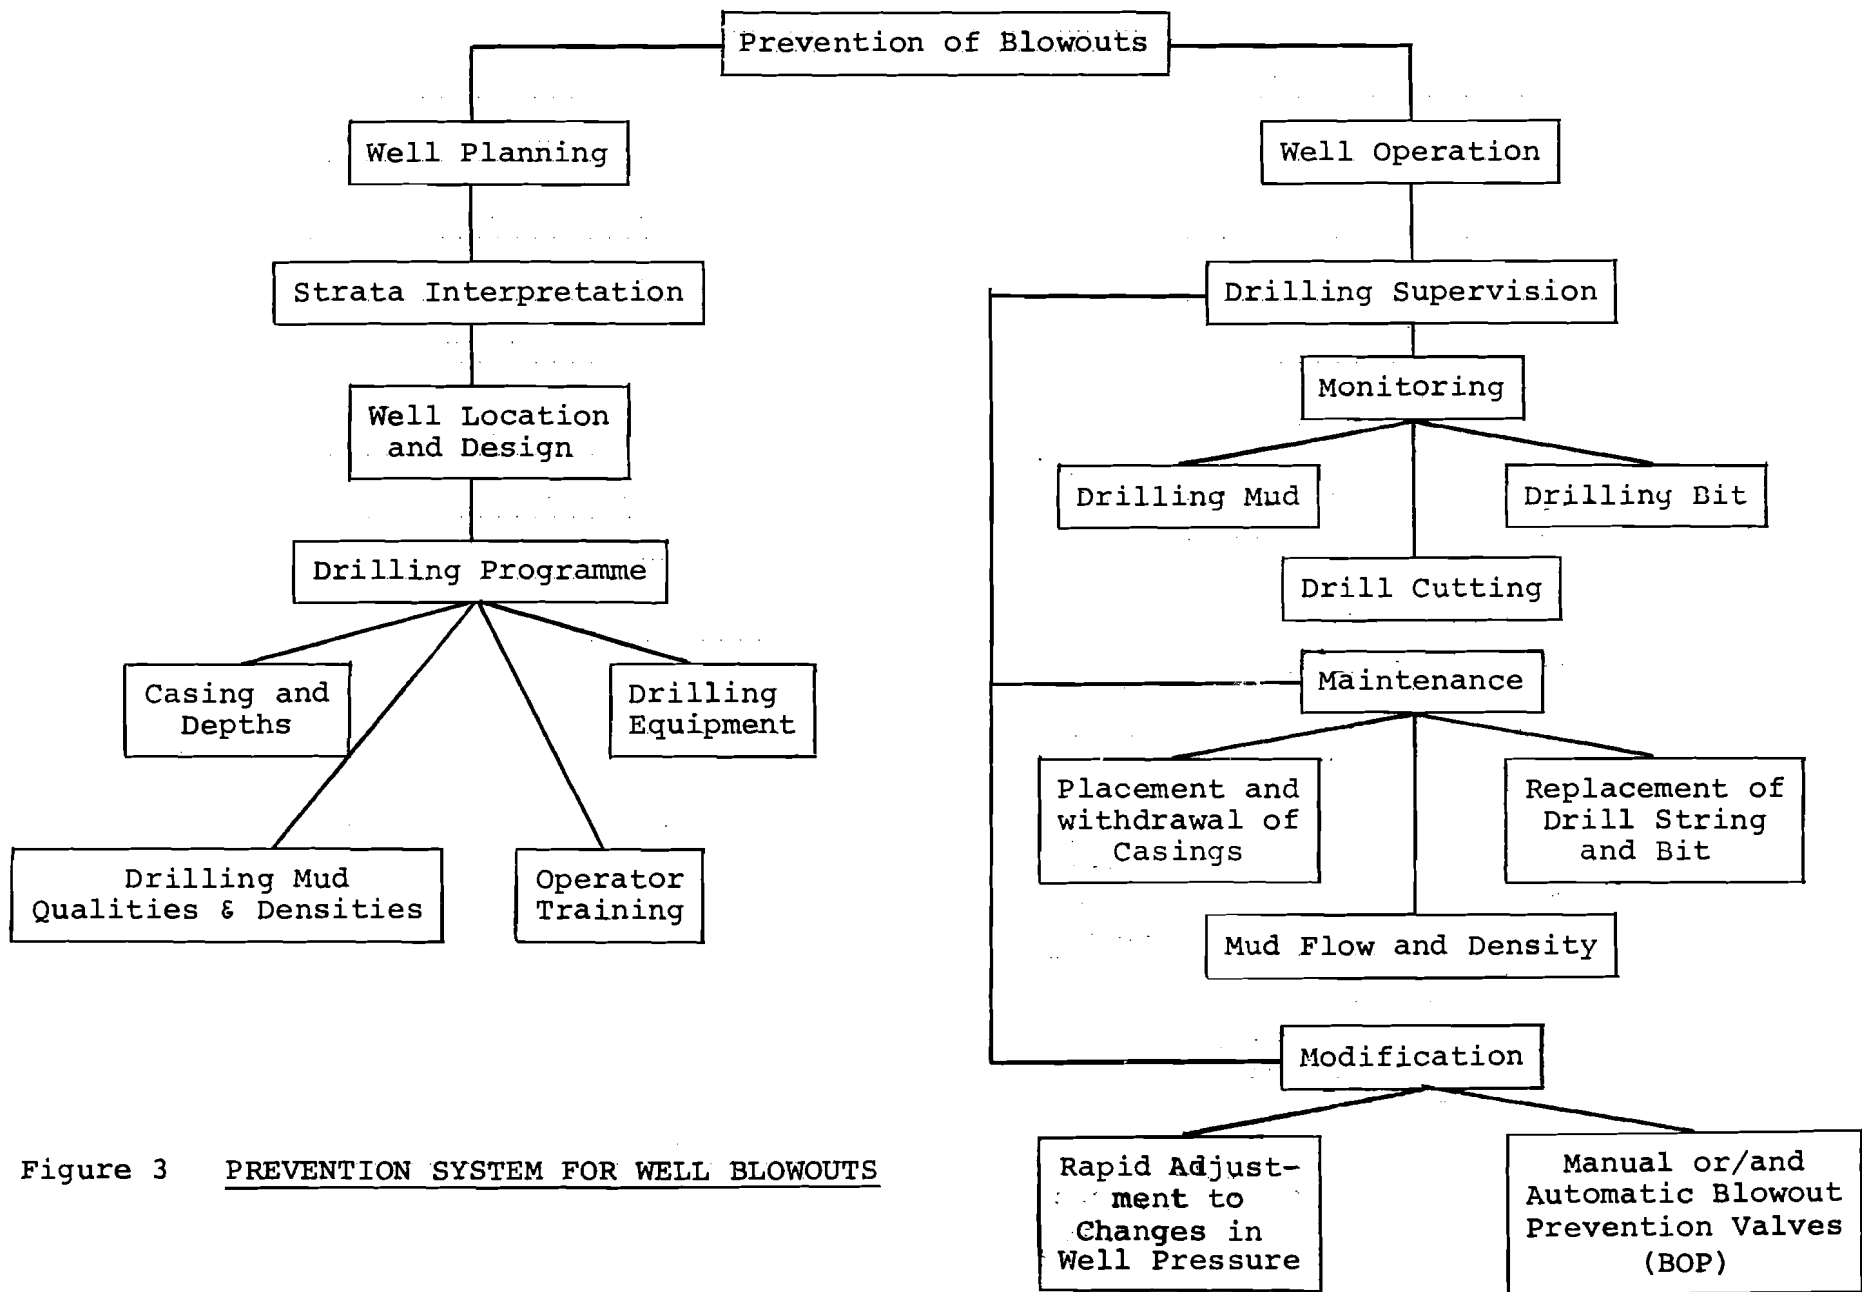 Prevention of Blowouts
Well Planning
Strata Interpretation
Well Location
and Design
Drilling Programme
Casing and
Depths
Drilling
Equipment
Drilling Mud
Qualities & Densities
Operator
Training
Well Operation
Drilling Supervision
Monitoring
Drilling Mud
Drilling Bit
Drill Cutting
Maintenance
Placement and
withdrawal of
Casings
Replacement of
Drill String
and Bit
Mud Flow and Density
Modification
Rapid Adjust-
ment to
Changes in
Well Pressure
Manual or/and
Automatic Blowout
Prevention Valves
(BOP)
Figure 3 PREVENTION SYSTEM FOR WELL BLOWOUTS